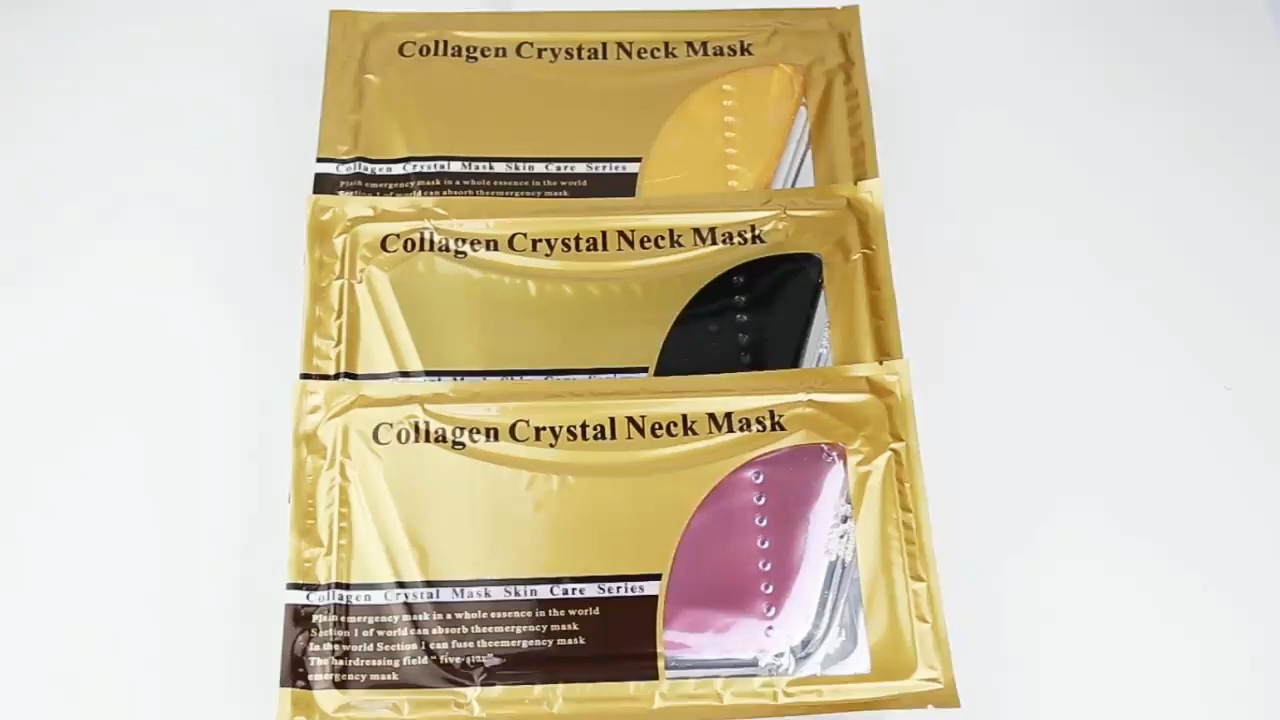 Collagen Crystal Neck Mask
Collagen Crystal Mask Skin Care Series
Plain emergency mask in a whole essence in the world
Section 1 of world can absorb theemergency mask
Collagen Crystal Neck Mask
Mask Skin Care
Collagen Crystal Neck Mask
Collagen Crystal Mask Skin Care Series
Plain emergency mask in a whole essence in the world
Section 1 of world can absorb theemergency mask
In the world Section 1 can fuse theemergency mask
The hairdressing field “ five-star”
emergency mask